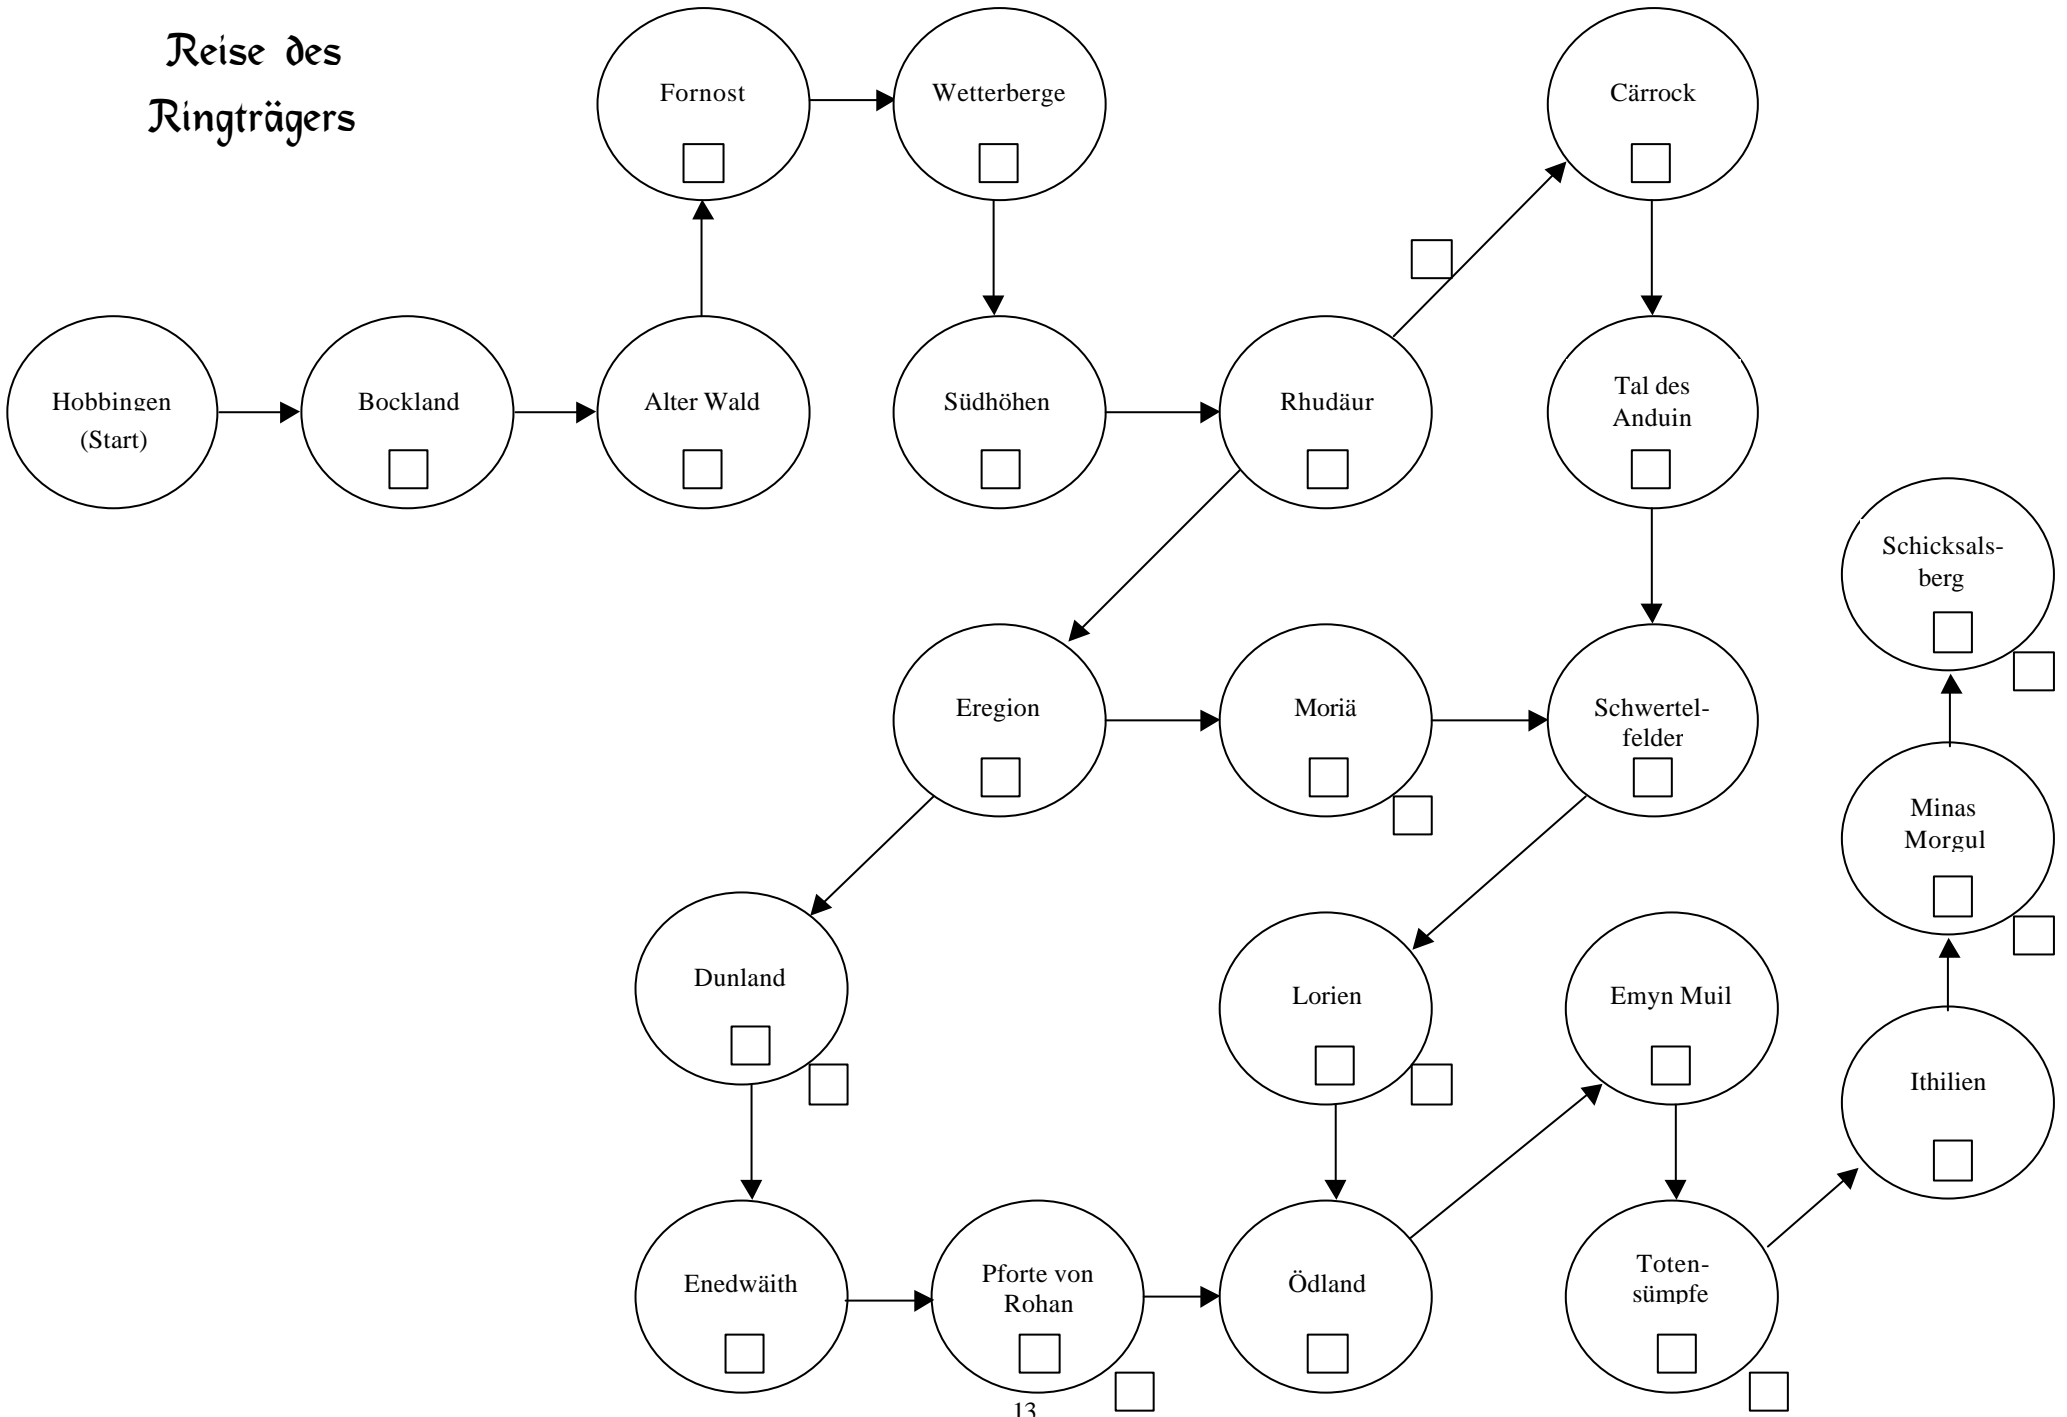 Reise des
Ringträgers
Fornost
Wetterberge
Cärrock
Hobbingen
(Start)
Bockland
Alter Wald
Südhöhen
Rhudäur
Tal des
Anduin
Schicksals-
berg
Eregion
Moriä
Schwertel-
felder
Minas
Morgul
Dunland
Lorien
Emyn Muil
Ithilien
Enedwäith
Pforte von
Rohan
Ödland
Toten-
sümpfe
13